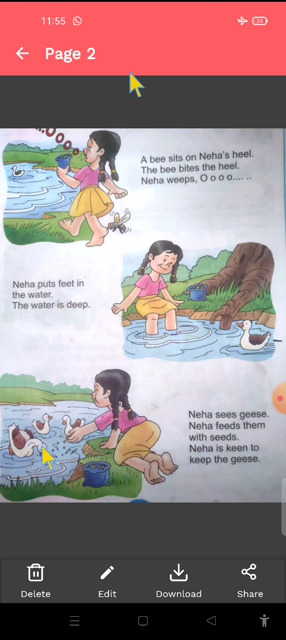 11:55
34
Page 2
...OOOO
A bee sits on Neha's heel.
The bee bites the heel.
Neha weeps, O o o o.... ..
Neha puts feet in
the water.
The water is deep.
Neha sees geese.
Neha feeds them
with seeds.
Neha is keen to
keep the geese.
Delete Edit Download Share